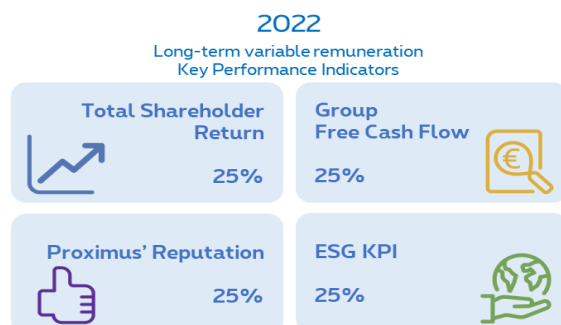 2022
Long-term variable remuneration
Key Performance Indicators
Total Shareholder
Return
25%
Group
Free Cash Flow
25%
€
Proximus' Reputation
25%
ESG KPI
25%